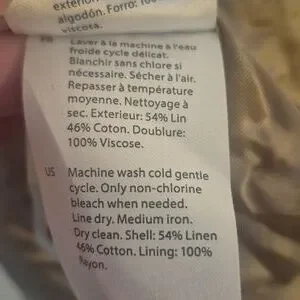 exterior
algodón. Forro: 100%
viscosa.
FR Laver à la machine à l'eau
froide cycle délicat.
Blanchir sans chlore si
nécessaire. Sécher à l'air.
Repasser à température
moyenne. Nettoyage à
sec. Exterieur: 54% Lin
46% Coton. Doublure:
100% Viscose.
US Machine wash cold gentle
cycle. Only non-chlorine
bleach when needed.
Line dry. Medium iron.
Dry clean. Shell: 54% Linen
46% Cotton. Lining: 100%
Rayon.